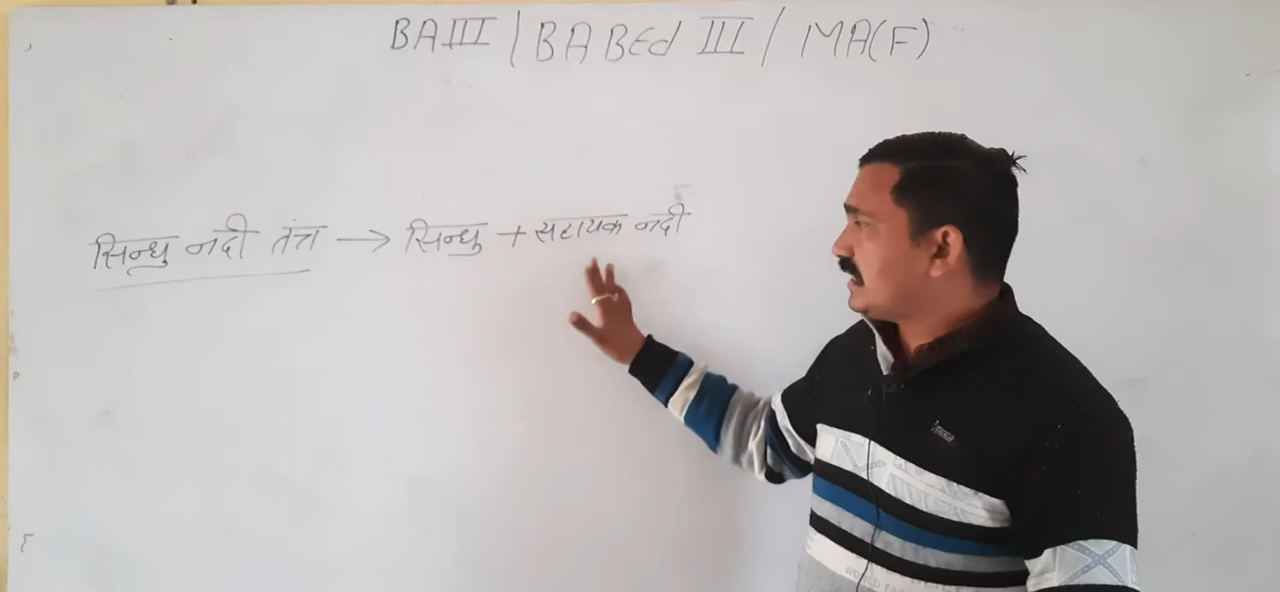 BA III / BA BEd III / MA(F)
सिन्धु नदी तंत्र → सिन्धु + सहायक नदी